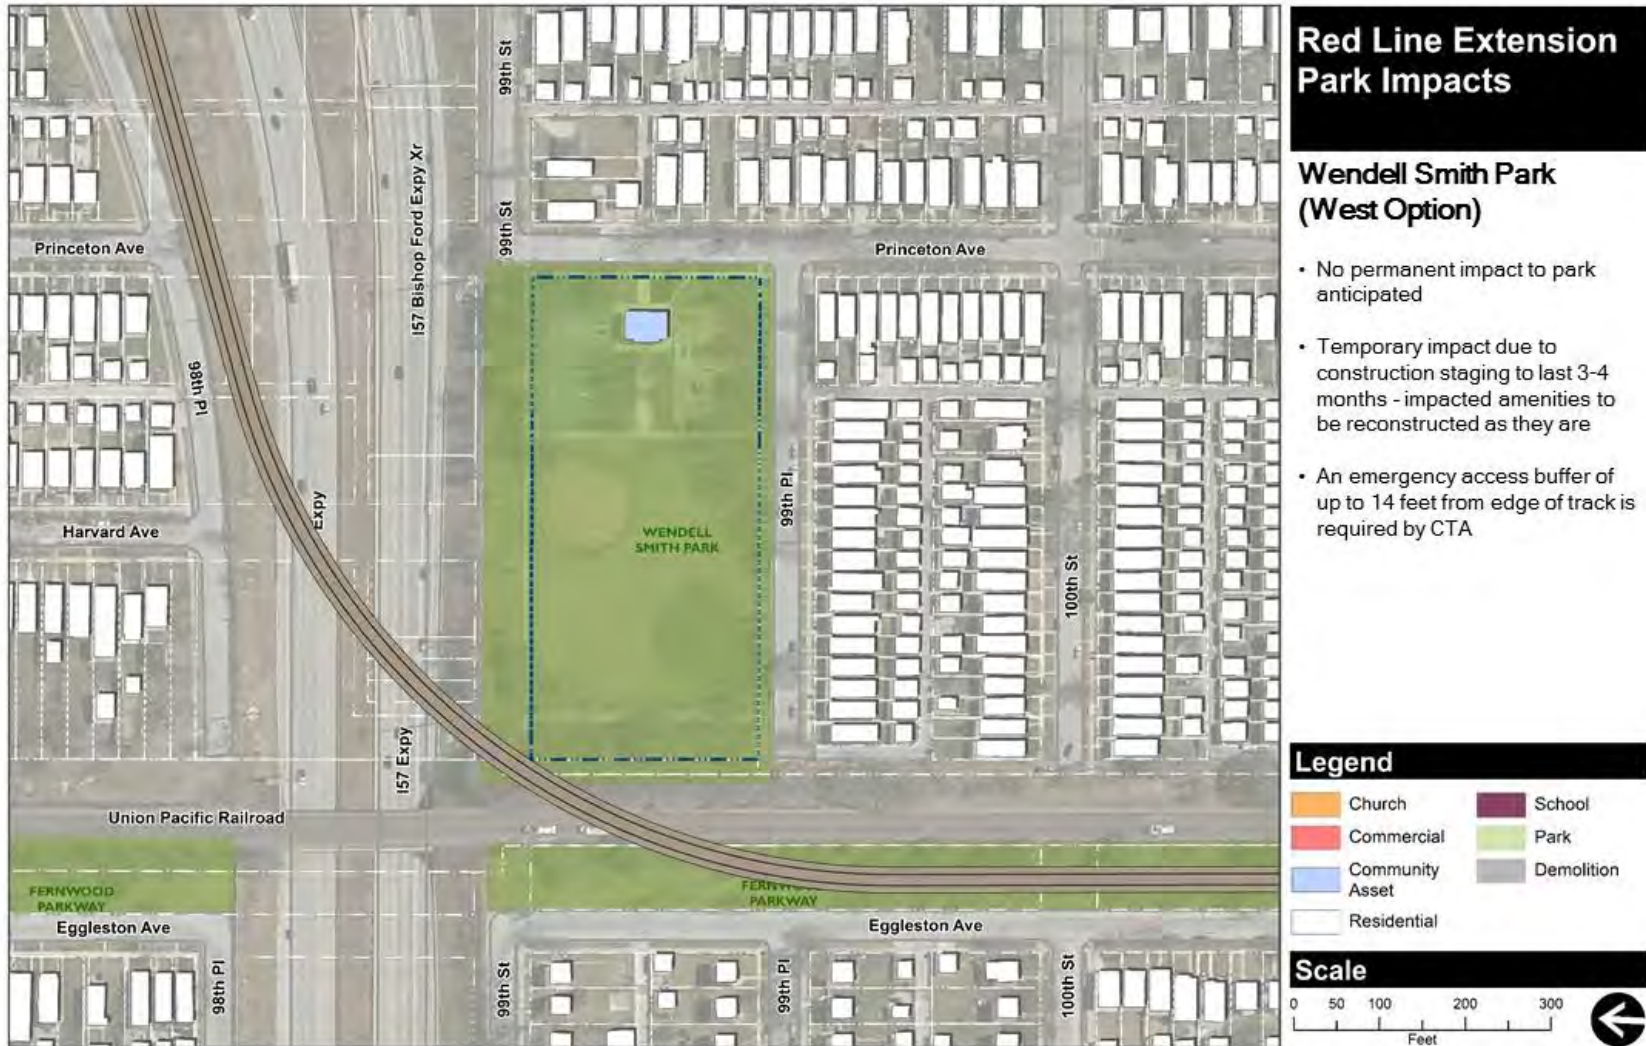 Red Line Extension
Park Impacts
Wendell Smith Park
(West Option)
• No permanent impact to park
anticipated
• Temporary impact due to
construction staging to last 3-4
months - impacted amenities to
be reconstructed as they are
• An emergency access buffer of
up to 14 feet from edge of track is
required by CTA
Legend
Church
Commercial
Community
Asset
Residential
School
Park
Demolition
Scale
0 50 100 200 300
Feet
99th St
I57 Bishop Ford Expy Xr
99th St
Princeton Ave
Princeton Ave
98th Pl
Expy
99th Pl
Harvard Ave
WENDELL
SMITH PARK
100th St
I57 Expy
Union Pacific Railroad
FERNWOOD
PARKWAY
PARKWAY
Eggleston Ave
Eggleston Ave
98th Pl
99th St
99th Pl
100th St